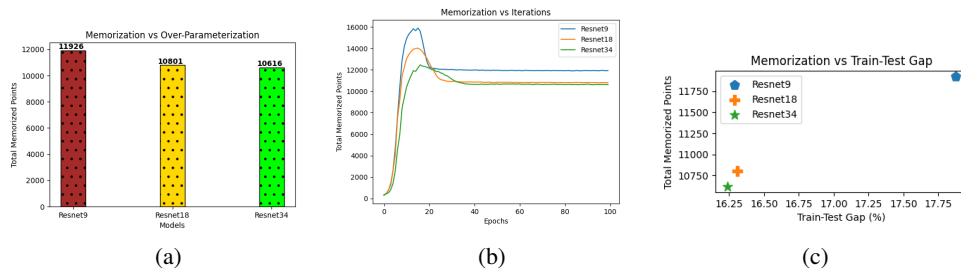 Memorization vs Over-Parameterization
11926
10801
10616
12000
10000
8000
6000
4000
2000
0
Total Memorized Points
Resnet9
Resnet18
Resnet34
Models
(a)
Memorization vs Iterations
Resnet9
Resnet18
Resnet34
16000
14000
12000
10000
8000
6000
4000
2000
0
Total Memorized Points
0 20 40 60 80 100
Epochs
(b)
Memorization vs Train-Test Gap
Resnet9
Resnet18
Resnet34
11750
11500
11250
11000
10750
Total Memorized Points
16.25 16.50 16.75 17.00 17.25 17.50 17.75
Train-Test Gap (%)
(c)